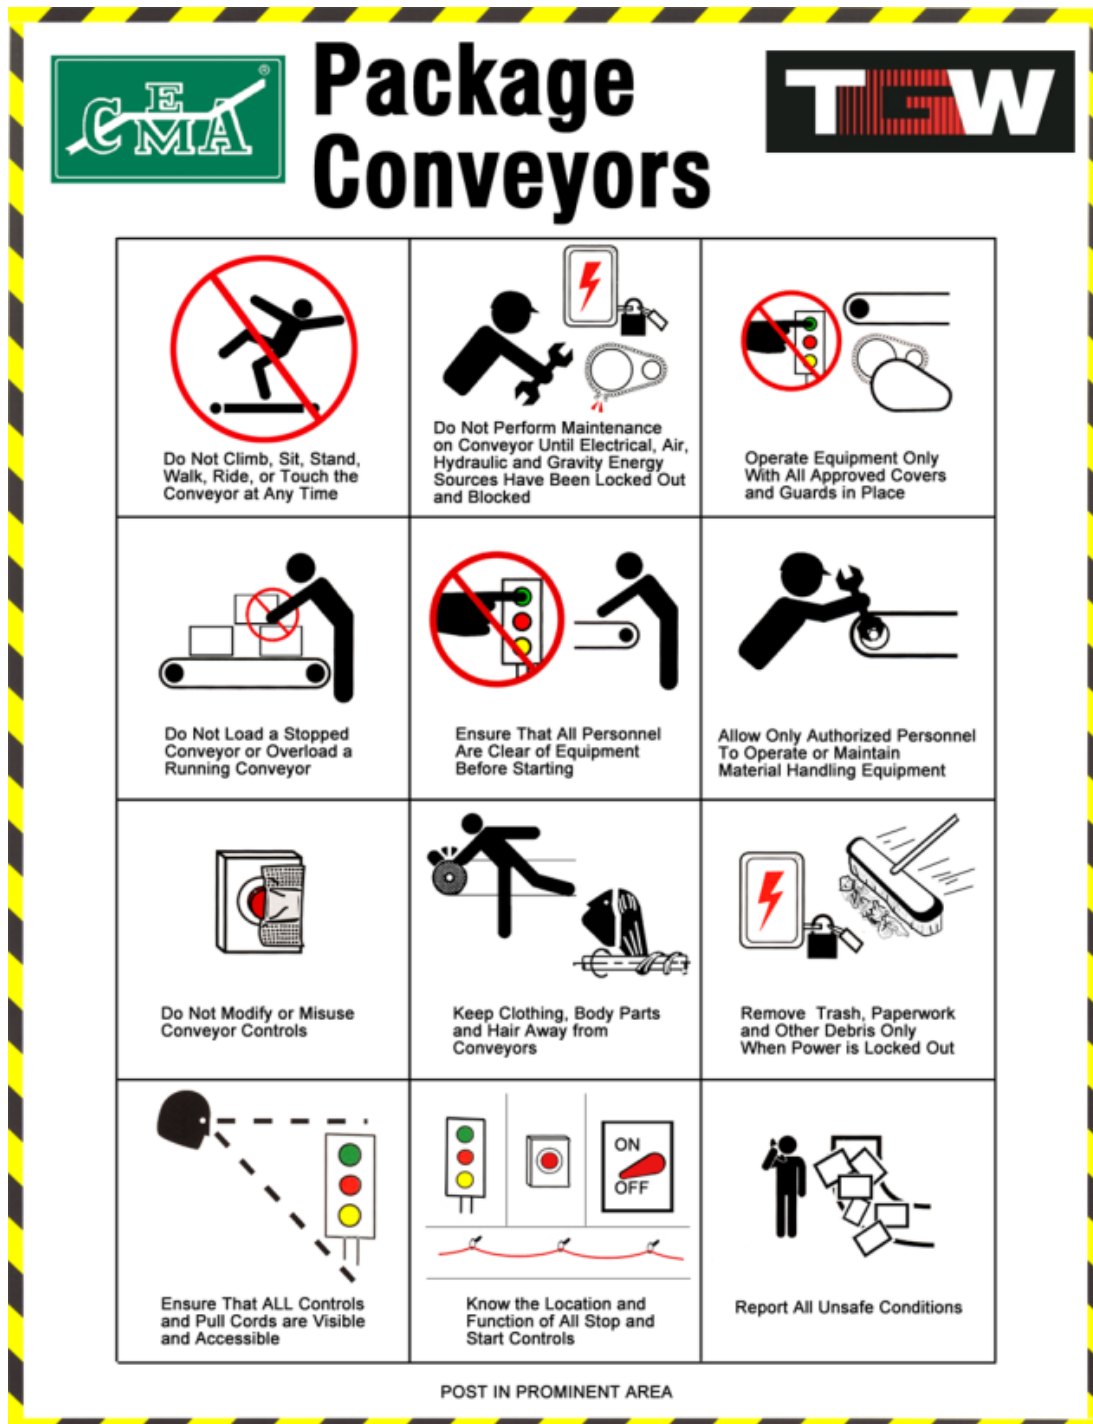 CEMA®
Package
Conveyors
TGW
Do Not Climb, Sit, Stand,
Walk, Ride, or Touch the
Conveyor at Any Time
Do Not Perform Maintenance
on Conveyor Until Electrical, Air,
Hydraulic and Gravity Energy
Sources Have Been Locked Out
and Blocked
Operate Equipment Only
With All Approved Covers
and Guards in Place
Do Not Load a Stopped
Conveyor or Overload a
Running Conveyor
Ensure That All Personnel
Are Clear of Equipment
Before Starting
Allow Only Authorized Personnel
To Operate or Maintain
Material Handling Equipment
Do Not Modify or Misuse
Conveyor Controls
Keep Clothing, Body Parts
and Hair Away from
Conveyors
Remove Trash, Paperwork
and Other Debris Only
When Power is Locked Out
Ensure That ALL Controls
and Pull Cords are Visible
and Accessible
ON
OFF
Know the Location and
Function of All Stop and
Start Controls
Report All Unsafe Conditions
POST IN PROMINENT AREA